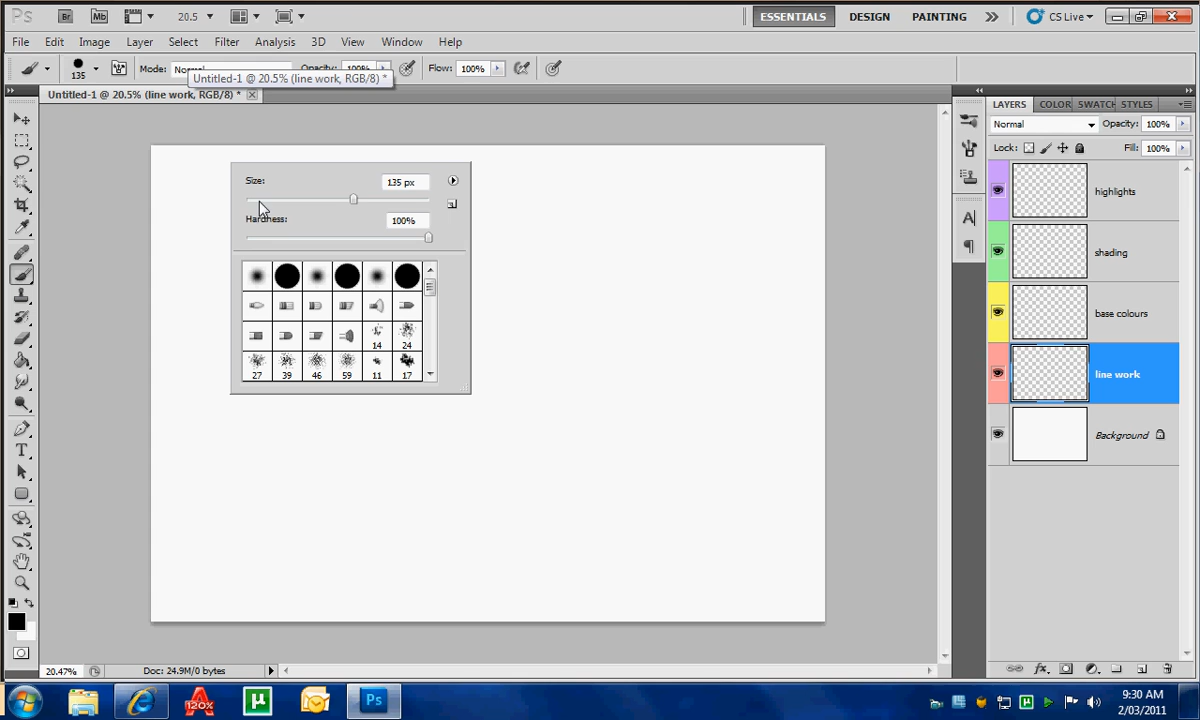 Ps Br Mb 20.5 ESSENTIALS DESIGN PAINTING CS Live
File Edit Image Layer Select Filter Analysis 3D View Window Help
135 Mode: Opacity: 100% Flow: 100%
Untitled-1 @ 20.5% (line work, RGB/8) *
Untitled-1 @ 20.5% (line work, RGB/8) *
LAYERS COLOR SWATCH STYLES
Normal Opacity: 100%
Lock: Fill: 100%
Size: 135 px
Hardness: 100%
14 24
27 39 46 59 11 17
highlights
shading
base colours
line work
Background
A
T
20.47% Doc: 24.9M/0 bytes
fx
120%
Ps
9:30 AM
2/03/2011